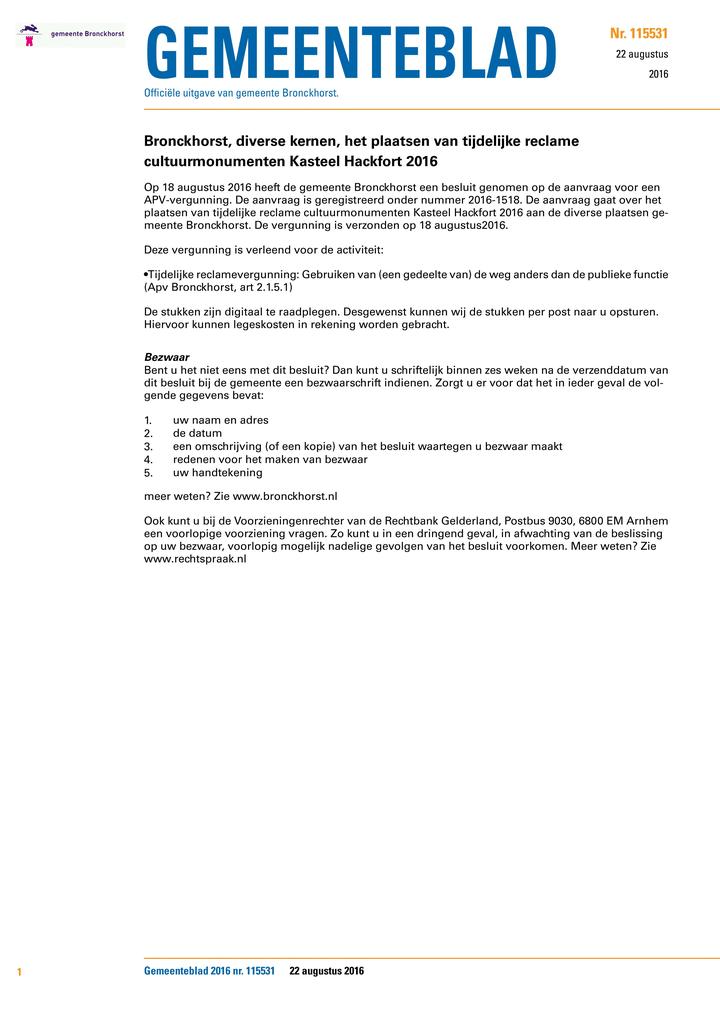 gemeente Bronckhorst
GEMEENTEBLAD
Officiële uitgave van gemeente Bronckhorst.
Nr. 115531
22 augustus
2016
Bronckhorst, diverse kernen, het plaatsen van tijdelijke reclame
cultuurmonumenten Kasteel Hackfort 2016
Op 18 augustus 2016 heeft de gemeente Bronckhorst een besluit genomen op de aanvraag voor een
APV-vergunning. De aanvraag is geregistreerd onder nummer 2016-1518. De aanvraag gaat over het
plaatsen van tijdelijke reclame cultuurmonumenten Kasteel Hackfort 2016 aan de diverse plaatsen ge-
meente Bronckhorst. De vergunning is verzonden op 18 augustus2016.
Deze vergunning is verleend voor de activiteit:
•Tijdelijke reclamevergunning: Gebruiken van (een gedeelte van) de weg anders dan de publieke functie
(Apv Bronckhorst, art 2.1.5.1)
De stukken zijn digitaal te raadplegen. Desgewenst kunnen wij de stukken per post naar u opsturen.
Hiervoor kunnen legeskosten in rekening worden gebracht.
Bezwaar
Bent u het niet eens met dit besluit? Dan kunt u schriftelijk binnen zes weken na de verzenddatum van
dit besluit bij de gemeente een bezwaarschrift indienen. Zorgt u er voor dat het in ieder geval de vol-
gende gegevens bevat:
1. uw naam en adres
2. de datum
3. een omschrijving (of een kopie) van het besluit waartegen u bezwaar maakt
4. redenen voor het maken van bezwaar
5. uw handtekening
meer weten? Zie www.bronckhorst.nl
Ook kunt u bij de Voorzieningenrechter van de Rechtbank Gelderland, Postbus 9030, 6800 EM Arnhem
een voorlopige voorziening vragen. Zo kunt u in een dringend geval, in afwachting van de beslissing
op uw bezwaar, voorlopig mogelijk nadelige gevolgen van het besluit voorkomen. Meer weten? Zie
www.rechtspraak.nl
1
Gemeenteblad 2016 nr. 115531 22 augustus 2016